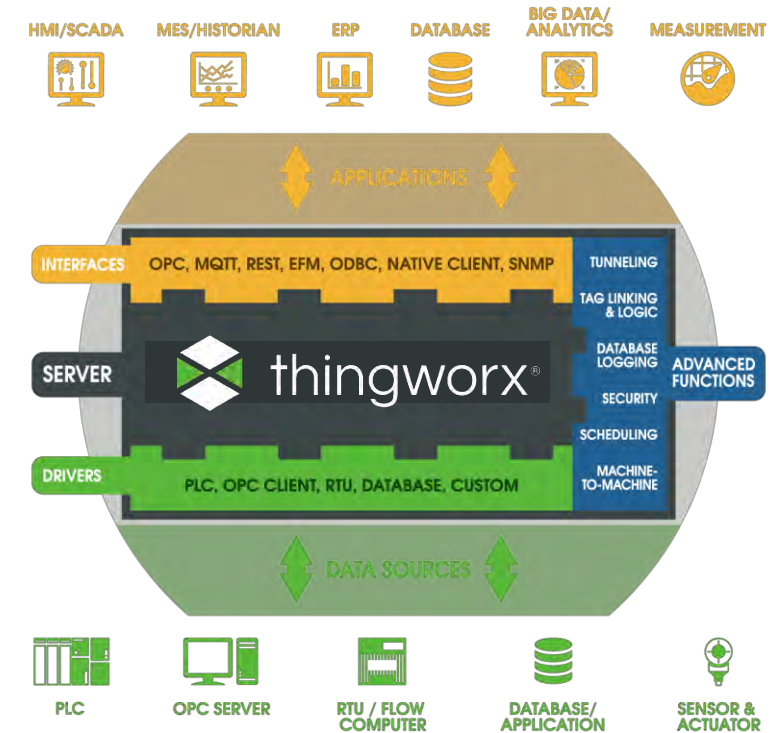 HMI/SCADA
MES/HISTORIAN
ERP
DATABASE
BIG DATA/
ANALYTICS
MEASUREMENT
APPLICATIONS
INTERFACES
OPC, MQTT, REST, EFM, ODBC, NATIVE CLIENT, SNMP
TUNNELING
TAG LINKING
& LOGIC
DATABASE
LOGGING
SECURITY
SCHEDULING
MACHINE-
TO-MACHINE
ADVANCED
FUNCTIONS
SERVER
thingworx®
DRIVERS
PLC, OPC CLIENT, RTU, DATABASE, CUSTOM
DATA SOURCES
PLC
OPC SERVER
RTU / FLOW
COMPUTER
DATABASE/
APPLICATION
SENSOR &
ACTUATOR